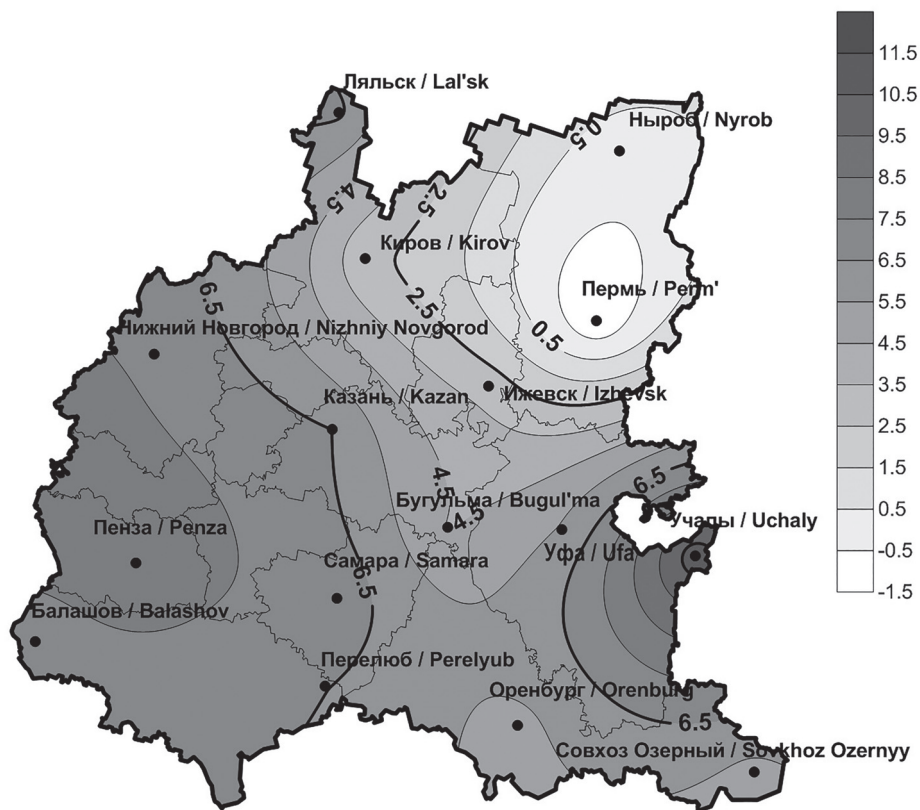 Ляльск / Lal'sk
Ныроб / Nyrob
0.5
4.5
2.5
Киров / Kirov
Пермь / Perm'
6.5
2.5
Нижний Новгород / Nizhniy Novgorod
0.5
Казань / Kazan
Ижевск / Izhevsk
4.5
6.5
Бугульма / Bugul'ma
4.5
Учалы / Uchaly
Пенза / Penza
Уфа / Ufa
Самара / Samara
6.5
Балашов / Balashov
Перелюб / Perelyub
Оренбург / Orenburg
6.5
Совхоз Озерный / Sovkhoz Ozernyy
11.5
10.5
9.5
8.5
7.5
6.5
5.5
4.5
3.5
2.5
1.5
0.5
-0.5
-1.5